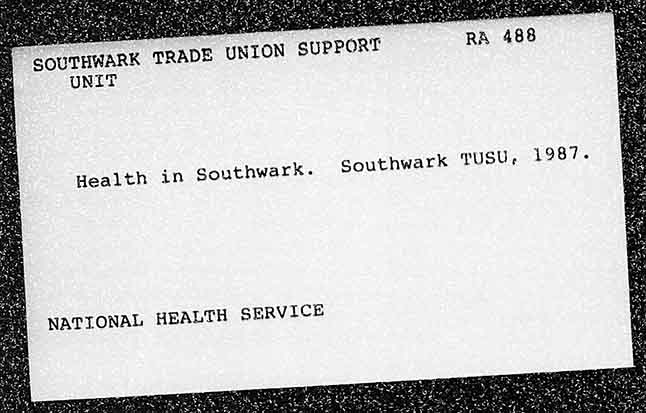 SOUTHWARK TRADE UNION SUPPORT RA 488
UNIT
Health in Southwark. Southwark TUSU, 1987.
NATIONAL HEALTH SERVICE